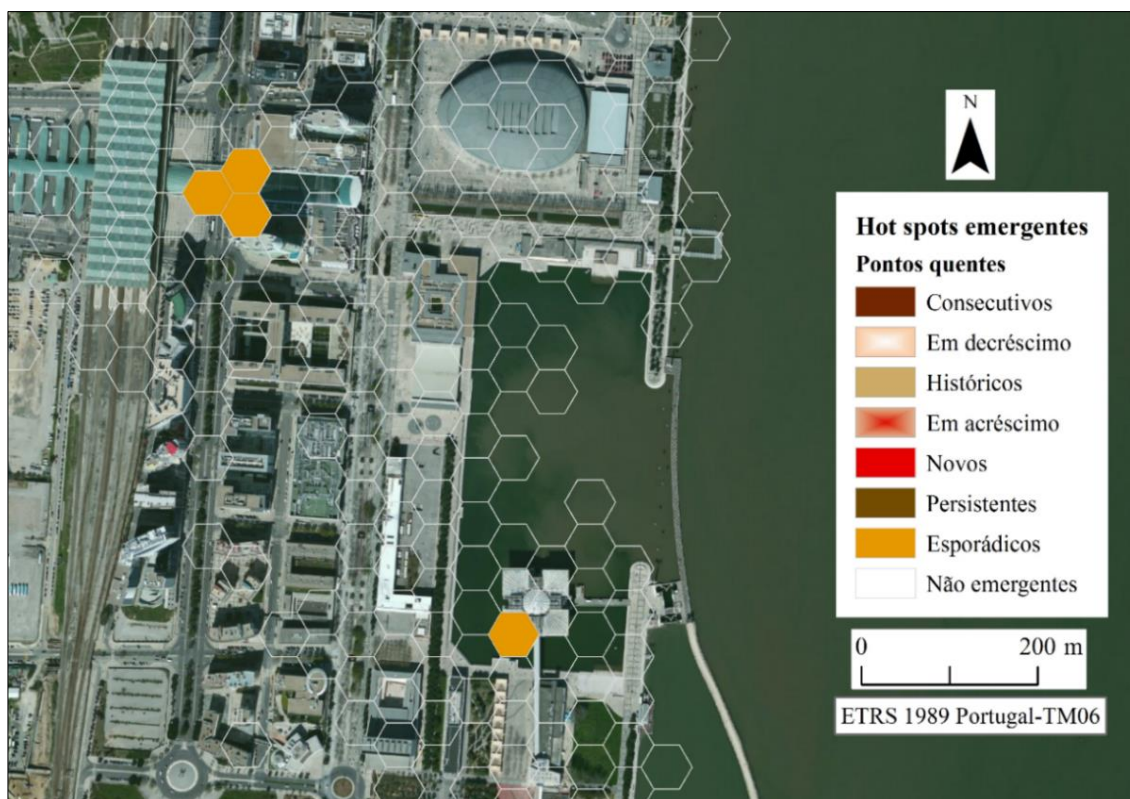 N
Hot spots emergentes
Pontos quentes
Consecutivos
Em decréscimo
Históricos
Em acréscimo
Novos
Persistentes
Esporádicos
Não emergentes
0 200 m
ETRS 1989 Portugal-TM06